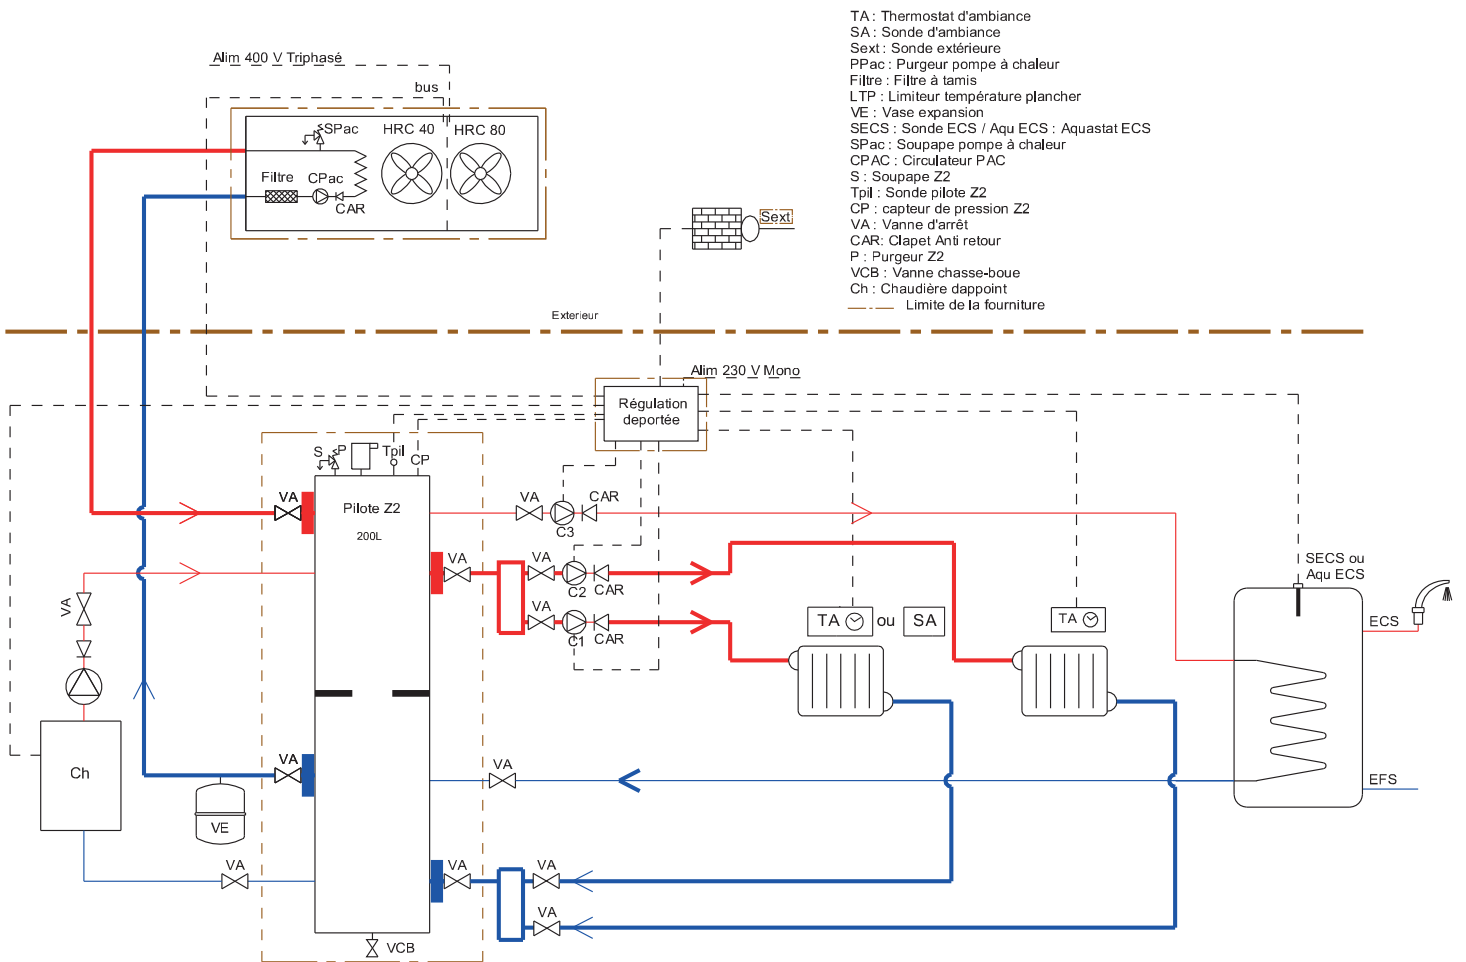 TA : Thermostat d'ambiance
SA : Sonde d'ambiance
Sext : Sonde extérieure
PPac : Purgeur pompe à chaleur
Filtre : Filtre à tamis
LTP : Limiteur température plancher
VE : Vase expansion
SECS : Sonde ECS / Aqu ECS : Aquastat ECS
SPac : Soupape pompe à chaleur
CPAC : Circulateur PAC
S : Soupape Z2
Tpil : Sonde pilote Z2
CP : capteur de pression Z2
VA : Vanne d'arrêt
CAR: Clapet Anti retour
P : Purgeur Z2
VCB : Vanne chasse-boue
Ch : Chaudière dappoint
Limite de la fourniture
Alim 400 V Triphasé
bus
SPac
HRC 40
HRC 80
Filtre
CPac
CAR
Sext
Exterieur
Alim 230 V Mono
Régulation
deportée
S
P
Tpil
CP
VA
Pilote Z2
200L
VA
CAR
C3
VA
VA
C2
CAR
VA
C1
CAR
SECS ou
Aqu ECS
VA
TA
ou
SA
TA
ECS
Ch
VA
VE
VA
EFS
VA
VA
VA
VA
VCB